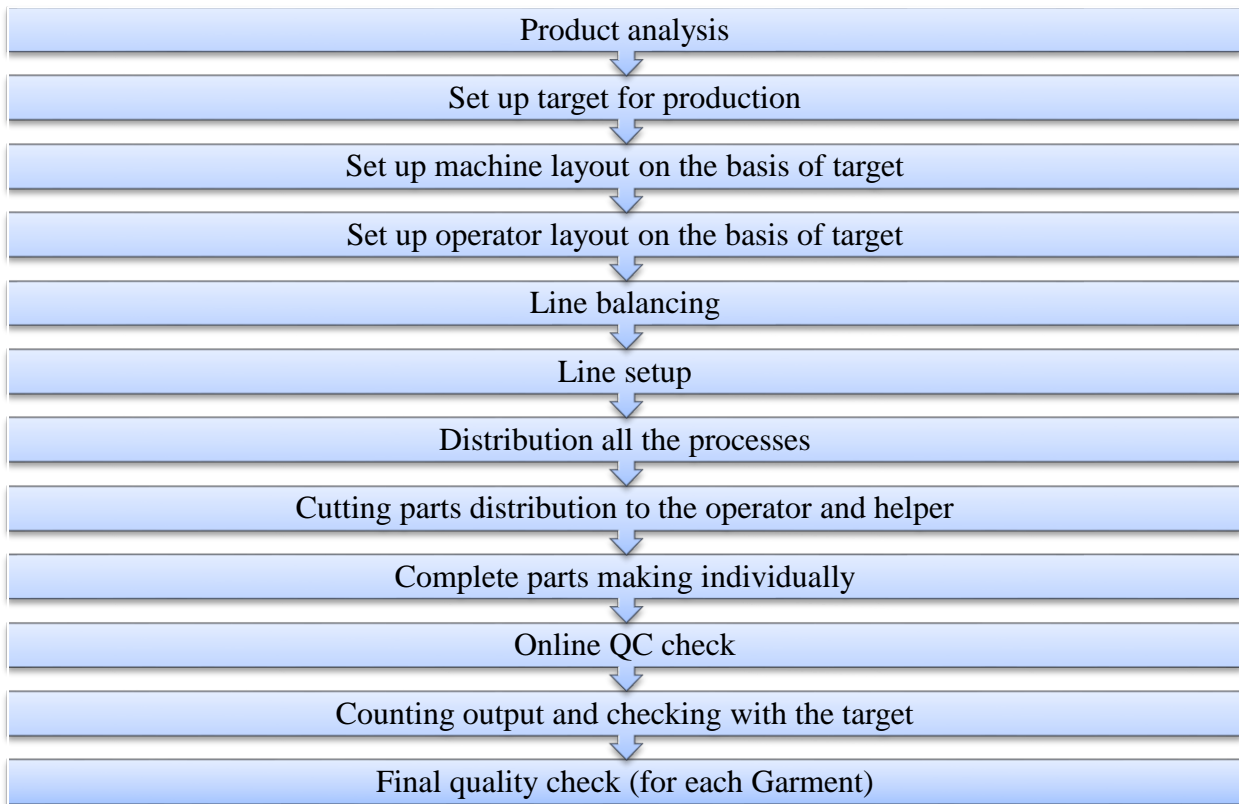 Product analysis
Set up target for production
Set up machine layout on the basis of target
Set up operator layout on the basis of target
Line balancing
Line setup
Distribution all the processes
Cutting parts distribution to the operator and helper
Complete parts making individually
Online QC check
Counting output and checking with the target
Final quality check (for each Garment)